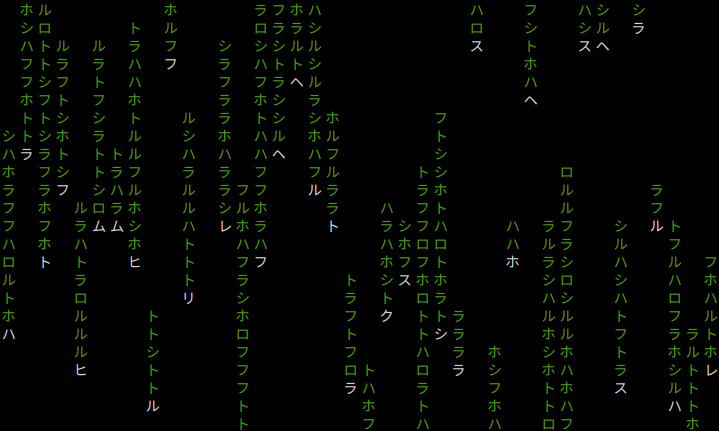 シハホラフフハロルトホハ
ホシハフフホトトラ
ルロトトシフトシラフラホフホト
ルラフトシホトシフ
ルラハトラロルルルヒ
ルラトフシラトトシロム
トラハラム
トラハハホトルルフルホシホヒ
トトシトトル
ホルフフ
ルシハラルルハトトトリ
シラフララホハララシレ
フルホハフラシホロフフフトト
ラロシハフホトハハフフホラハフ
フラシトラシシルヘ
ホラルトヘ
ハシルシルラシホハフル
ホルフルララト
トラフトフロラ
トハホフ
ハラハホシトク
シホフス
トラフフロフホロトトハロラトハ
フトシシホトハロトホラトシ
ララララ
ハロス
ホシフホハ
ハハホ
フシトホハヘ
ラルラシハルホシホトトロ
ロルルフラシロシルルホハホハフ
ハシス
シルヘ
シルハシハトフトラス
シラ
ラフル
トフルハロフラホシルハ
ラルトトトホ
フホハルトホレ